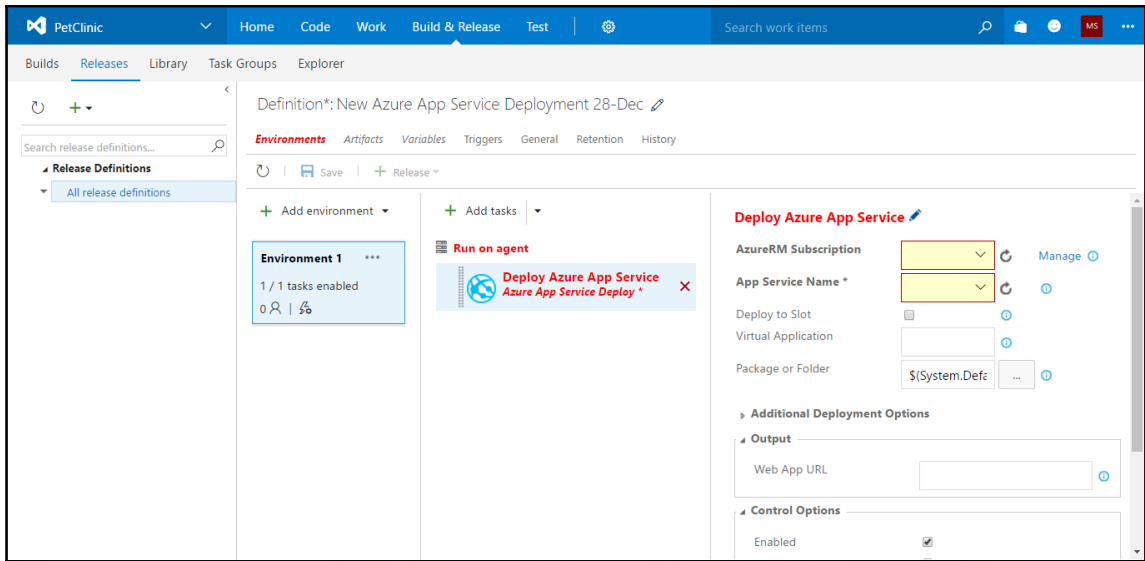 PetClinic Home Code Work Build & Release Test Search work items MS
Builds Releases Library Task Groups Explorer
Definition*: New Azure App Service Deployment 28-Dec
Search release definitions...
Release Definitions
All release definitions
Environments Artifacts Variables Triggers General Retention History
Save + Release
+ Add environment
Environment 1 ...
1 / 1 tasks enabled
0
+ Add tasks
Run on agent
Deploy Azure App Service
Azure App Service Deploy *
Deploy Azure App Service
AzureRM Subscription Manage
App Service Name *
Deploy to Slot
Virtual Application
Package or Folder $(System.Defa ...
Additional Deployment Options
Output
Web App URL
Control Options
Enabled